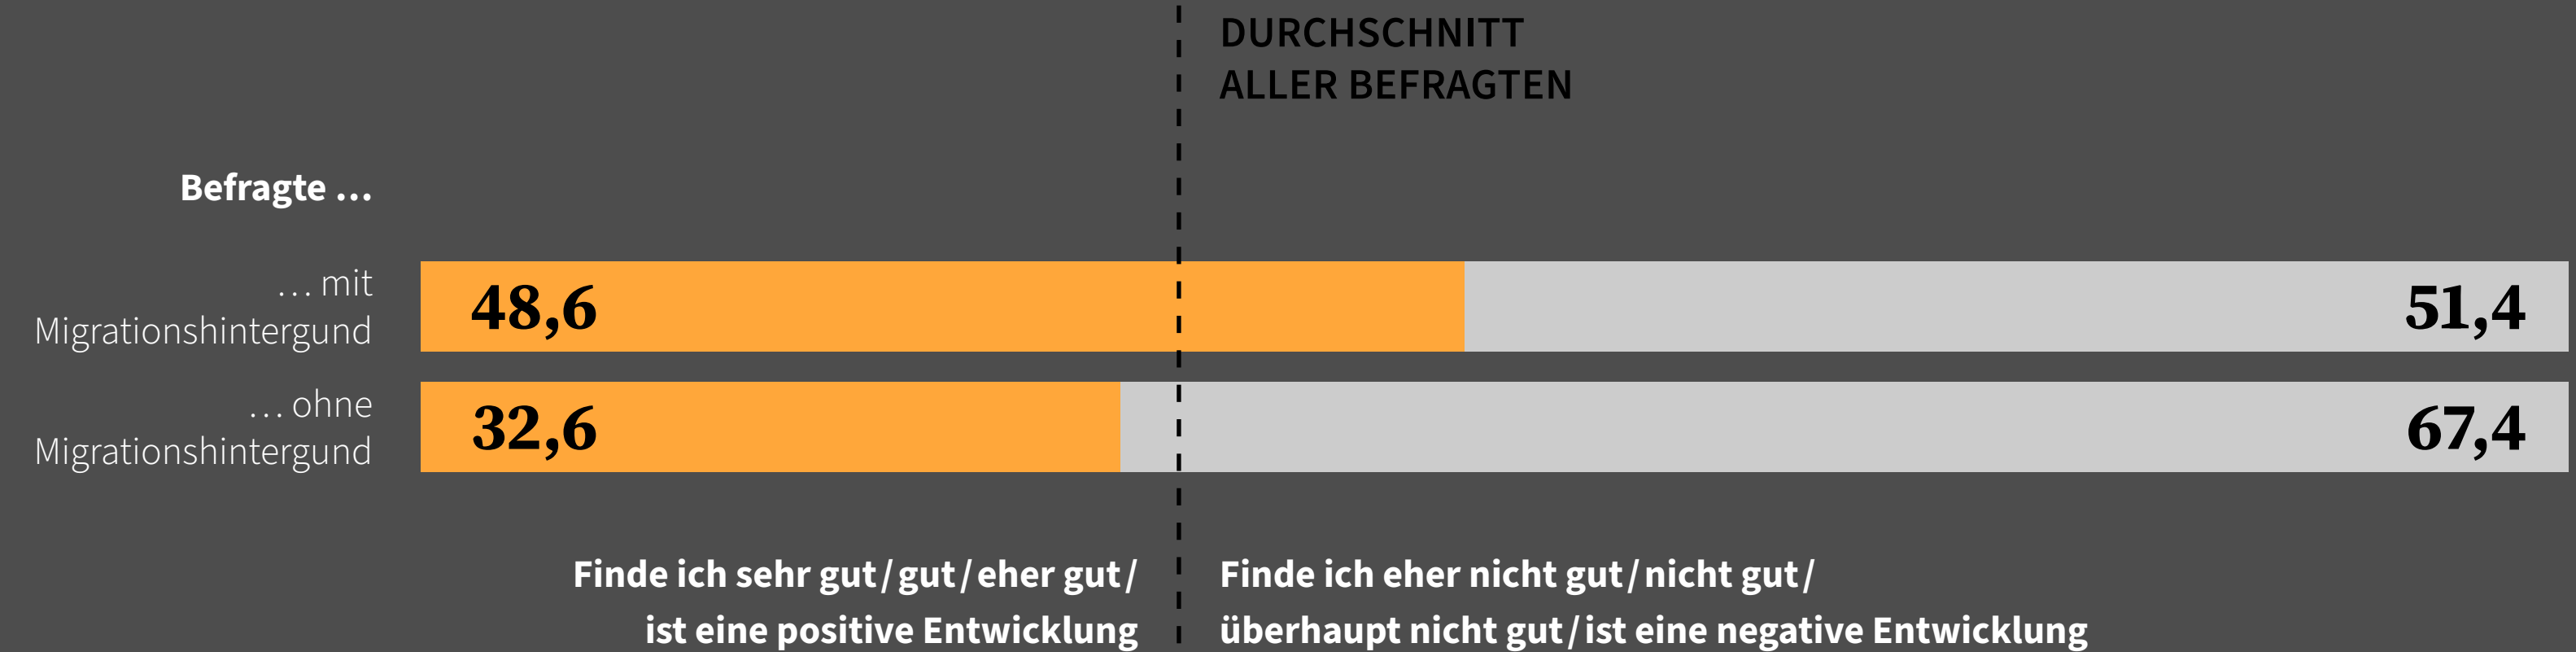 DURCHSCHNITT
ALLER BEFRAGTEN
Befragte …
… mit
Migrationshintergund
48,6
51,4
… ohne
Migrationshintergund
32,6
67,4
Finde ich sehr gut/gut/eher gut/
ist eine positive Entwicklung
Finde ich eher nicht gut/nicht gut/
überhaupt nicht gut/ist eine negative Entwicklung